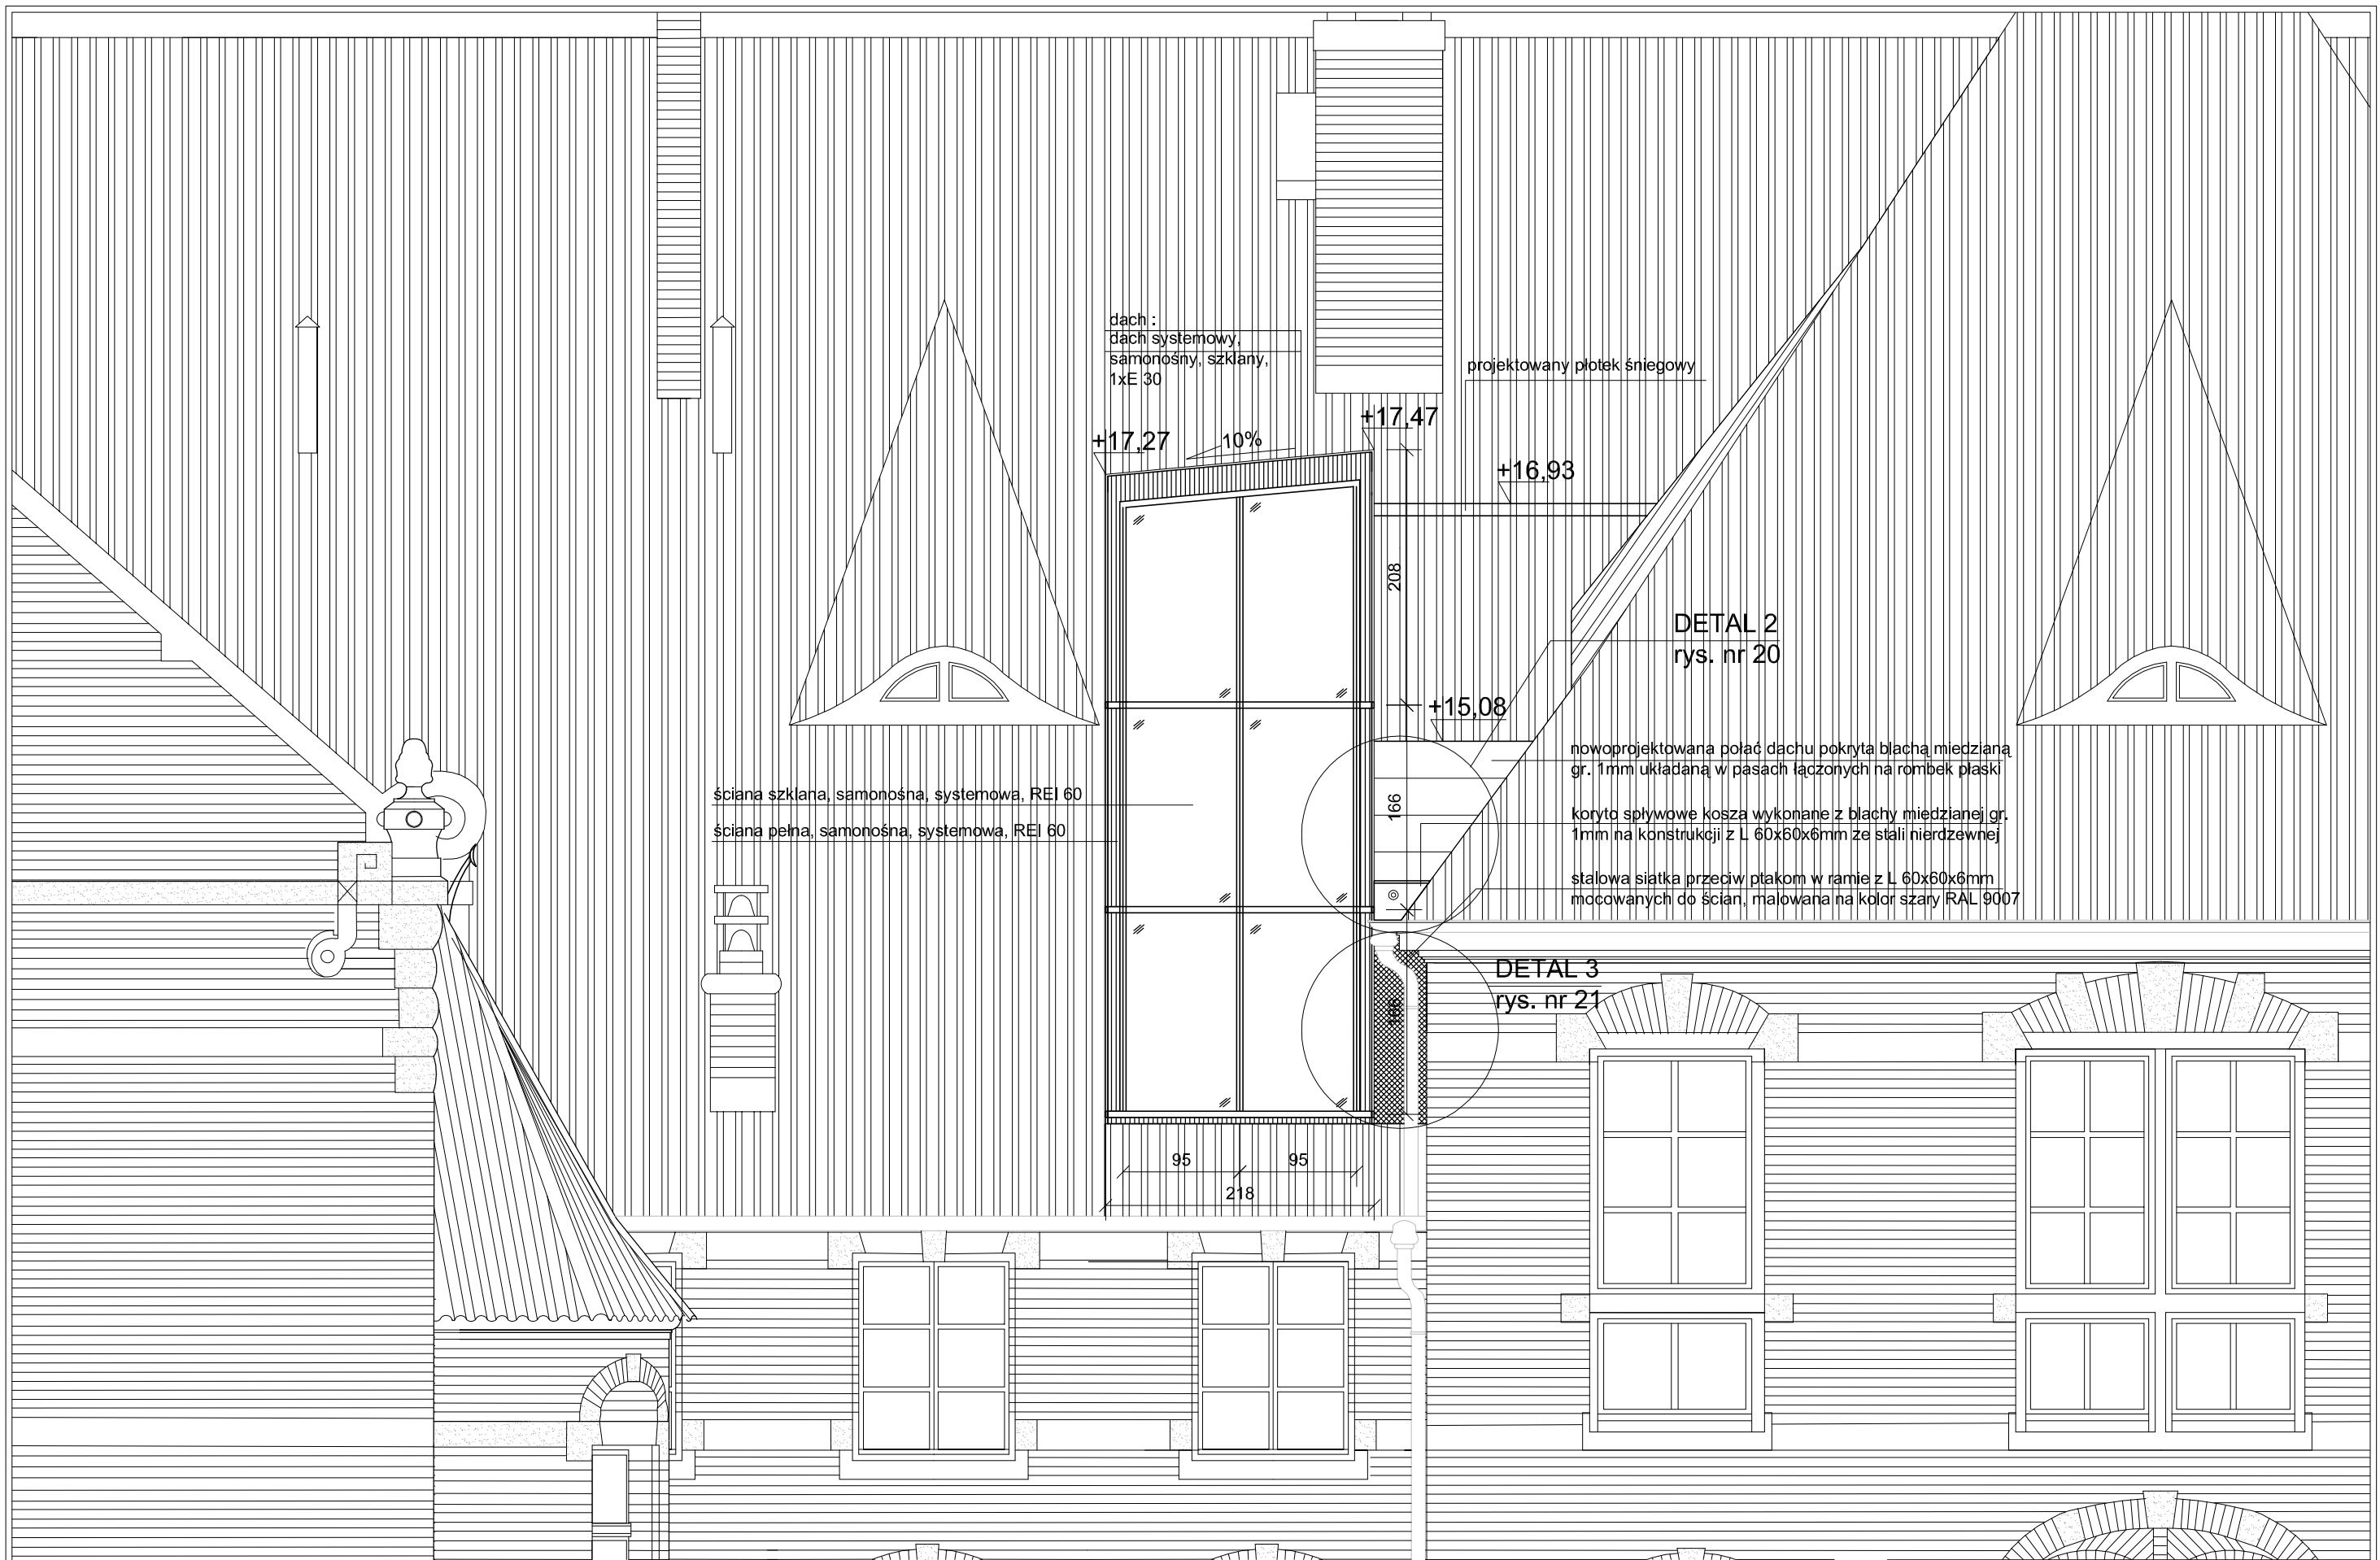 dach :
dach systemowy,
samonośny, szklany,
1xE 30
projektowany płotek śniegowy
+17,47
+17,27
10%
+16,93
208
DETAL 2
rys. nr 20
+15,08
nowoprojektowana połać dachu pokryta blachą miedzianą
gr. 1mm układaną w pasach łączonych na rombek płaski
ściana szklana, samonośna, systemowa, REI 60
166
koryto spływowe kosza wykonane z blachy miedzianej gr.
1mm na konstrukcji z L 60x60x6mm ze stali nierdzewnej
ściana pełna, samonośna, systemowa, REI 60
stalowa siatka przeciw ptakom w ramie z L 60x60x6mm
mocowanych do ścian, malowana na kolor szary RAL 9007
DETAL 3
rys. nr 21
166
95
95
218